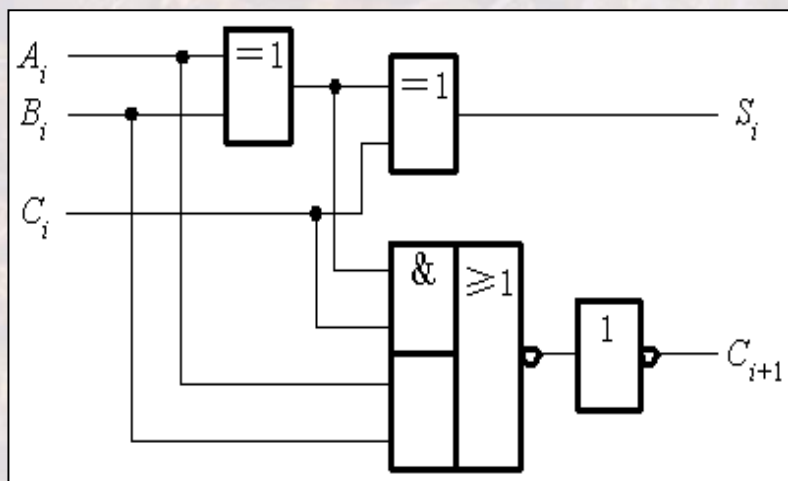 A_i =1 =1
B_i S_i
C_i
& ≥1
1
C_{i+1}